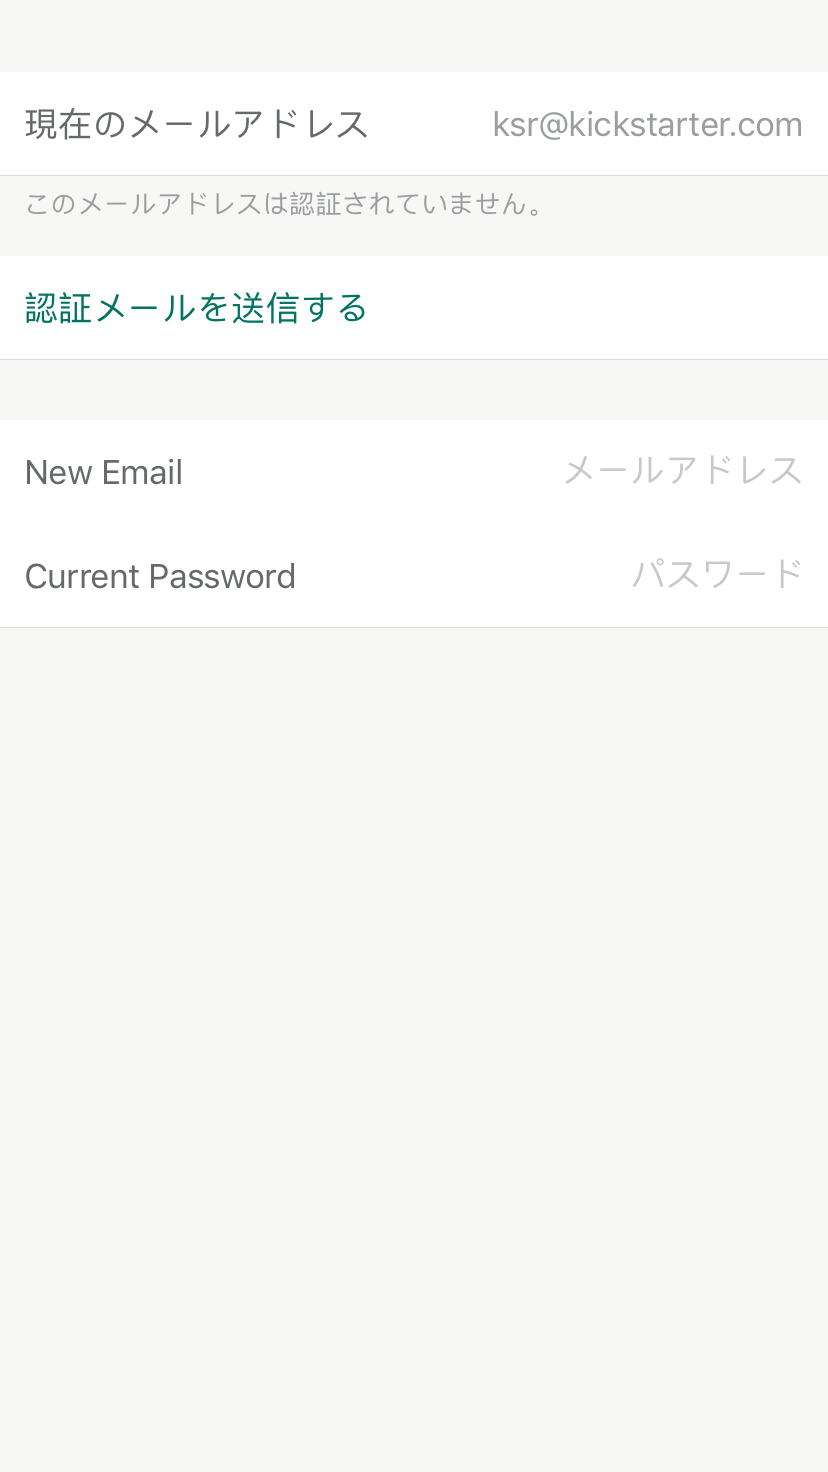 現在のメールアドレス ksr@kickstarter.com
このメールアドレスは認証されていません。
認証メールを送信する
New Email メールアドレス
Current Password パスワード